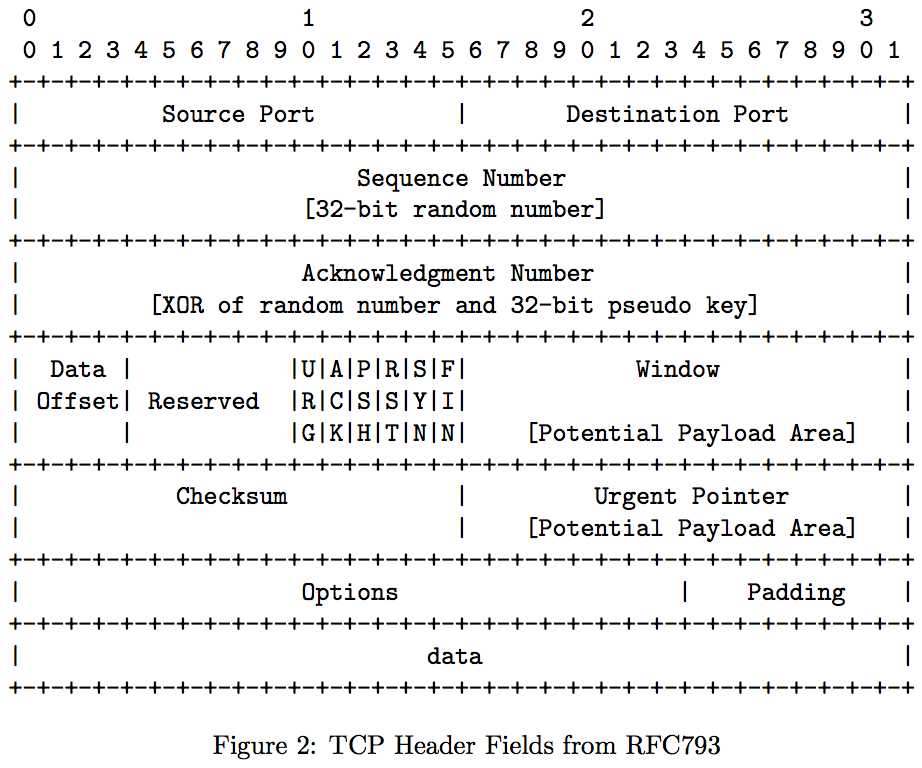 0                   1                   2                   3
0 1 2 3 4 5 6 7 8 9 0 1 2 3 4 5 6 7 8 9 0 1 2 3 4 5 6 7 8 9 0 1
+-+-+-+-+-+-+-+-+-+-+-+-+-+-+-+-+-+-+-+-+-+-+-+-+-+-+-+-+-+-+-+-+
|          Source Port          |       Destination Port        |
+-+-+-+-+-+-+-+-+-+-+-+-+-+-+-+-+-+-+-+-+-+-+-+-+-+-+-+-+-+-+-+-+
|                        Sequence Number                        |
|                    [32-bit random number]                     |
+-+-+-+-+-+-+-+-+-+-+-+-+-+-+-+-+-+-+-+-+-+-+-+-+-+-+-+-+-+-+-+-+
|                    Acknowledgment Number                      |
|         [XOR of random number and 32-bit pseudo key]          |
+-+-+-+-+-+-+-+-+-+-+-+-+-+-+-+-+-+-+-+-+-+-+-+-+-+-+-+-+-+-+-+-+
|  Data |           |U|A|P|R|S|F|            Window             |
| Offset| Reserved  |R|C|S|S|Y|I|                               |
|       |           |G|K|H|T|N|N|    [Potential Payload Area]   |
+-+-+-+-+-+-+-+-+-+-+-+-+-+-+-+-+-+-+-+-+-+-+-+-+-+-+-+-+-+-+-+-+
|           Checksum            |         Urgent Pointer        |
|                               |    [Potential Payload Area]   |
+-+-+-+-+-+-+-+-+-+-+-+-+-+-+-+-+-+-+-+-+-+-+-+-+-+-+-+-+-+-+-+-+
|                    Options                    |    Padding    |
+-+-+-+-+-+-+-+-+-+-+-+-+-+-+-+-+-+-+-+-+-+-+-+-+-+-+-+-+-+-+-+-+
|                             data                              |
+-+-+-+-+-+-+-+-+-+-+-+-+-+-+-+-+-+-+-+-+-+-+-+-+-+-+-+-+-+-+-+-+
Figure 2: TCP Header Fields from RFC793